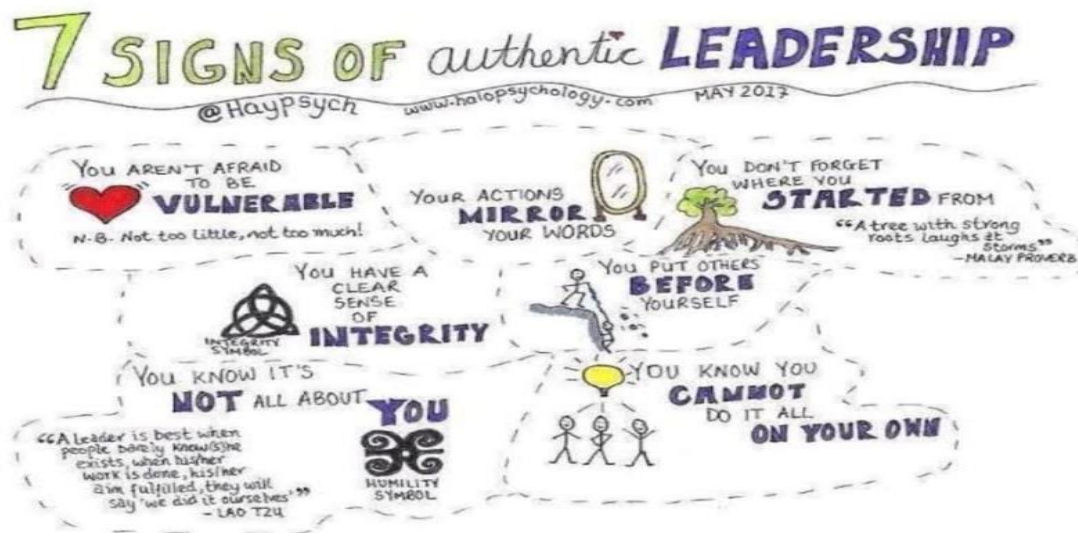 7 SIGNS OF authentic LEADERSHIP
@Haypsych www.halopsychology.com MAY 2017
YOU AREN'T AFRAID
TO BE
VULNERABLE
N.B. Not too little, not too much!
YOUR ACTIONS
MIRROR
YOUR WORDS
YOU DON'T FORGET
WHERE YOU
STARTED FROM
“A tree with strong
roots laughs at
storms”
-MALAY PROVERB
YOU HAVE A
CLEAR
SENSE
OF
INTEGRITY
INTEGRITY
SYMBOL
YOU PUT OTHERS
BEFORE
YOURSELF
YOU KNOW IT'S
NOT ALL ABOUT
YOU
“A leader is best when
people barely know (s)he
exists, when his/her
work is done, his/her
aim fulfilled, they will
say ‘we did it ourselves’”
- LAO TZU
HUMILITY
SYMBOL
YOU KNOW YOU
CANNOT
DO IT ALL
ON YOUR OWN